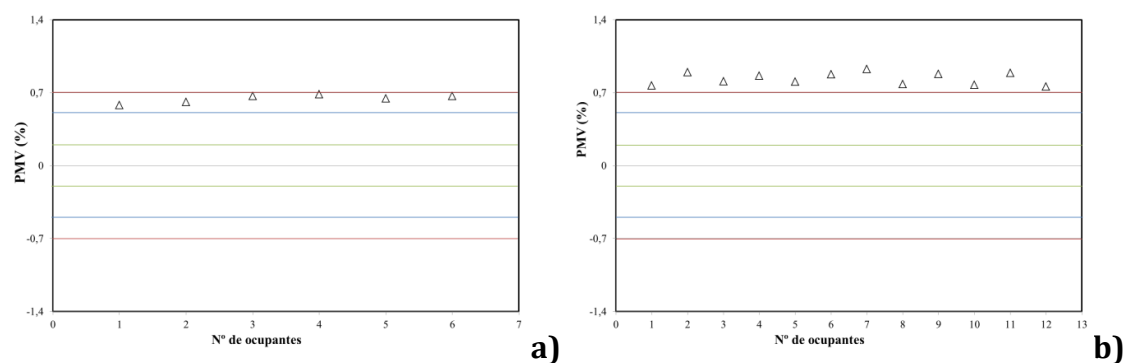 1,4
0,7
0
-0,7
-1,4
PMV (%)
0 1 2 3 4 5 6 7
Nº de ocupantes
a)
1,4
0,7
0
-0,7
-1,4
PMV (%)
0 1 2 3 4 5 6 7 8 9 10 11 12 13
Nº de ocupantes
b)